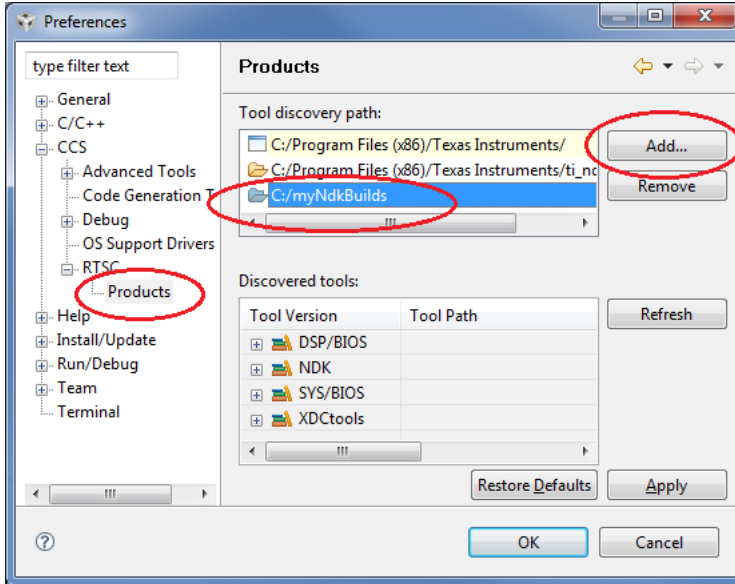 Preferences
type filter text
General
C/C++
CCS
Advanced Tools
Code Generation T
Debug
OS Support Drivers
RTSC
Products
Help
Install/Update
Run/Debug
Team
Terminal
Products
Tool discovery path:
C:/Program Files (x86)/Texas Instruments/
C:/Program Files (x86)/Texas Instruments/ti_nd
C:/myNdkBuilds
Add...
Remove
Discovered tools:
Tool Version Tool Path
DSP/BIOS
NDK
SYS/BIOS
XDCtools
Refresh
Restore Defaults Apply
OK Cancel